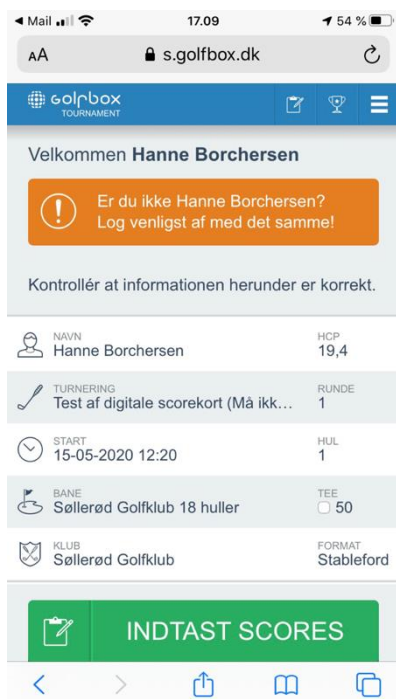 Mail 17.09 54 %
AA s.golfbox.dk
GOLFBOX
TOURNAMENT
Velkommen Hanne Borchersen
Er du ikke Hanne Borchersen?
Log venligst af med det samme!
Kontrollér at informationen herunder er korrekt.
NAVN HCP
Hanne Borchersen 19,4
TURNERING RUNDE
Test af digitale scorekort (Må ikk... 1
START HUL
15-05-2020 12:20 1
BANE TEE
Søllerød Golfklub 18 huller 50
KLUB FORMAT
Søllerød Golfklub Stableford
INDTAST SCORES